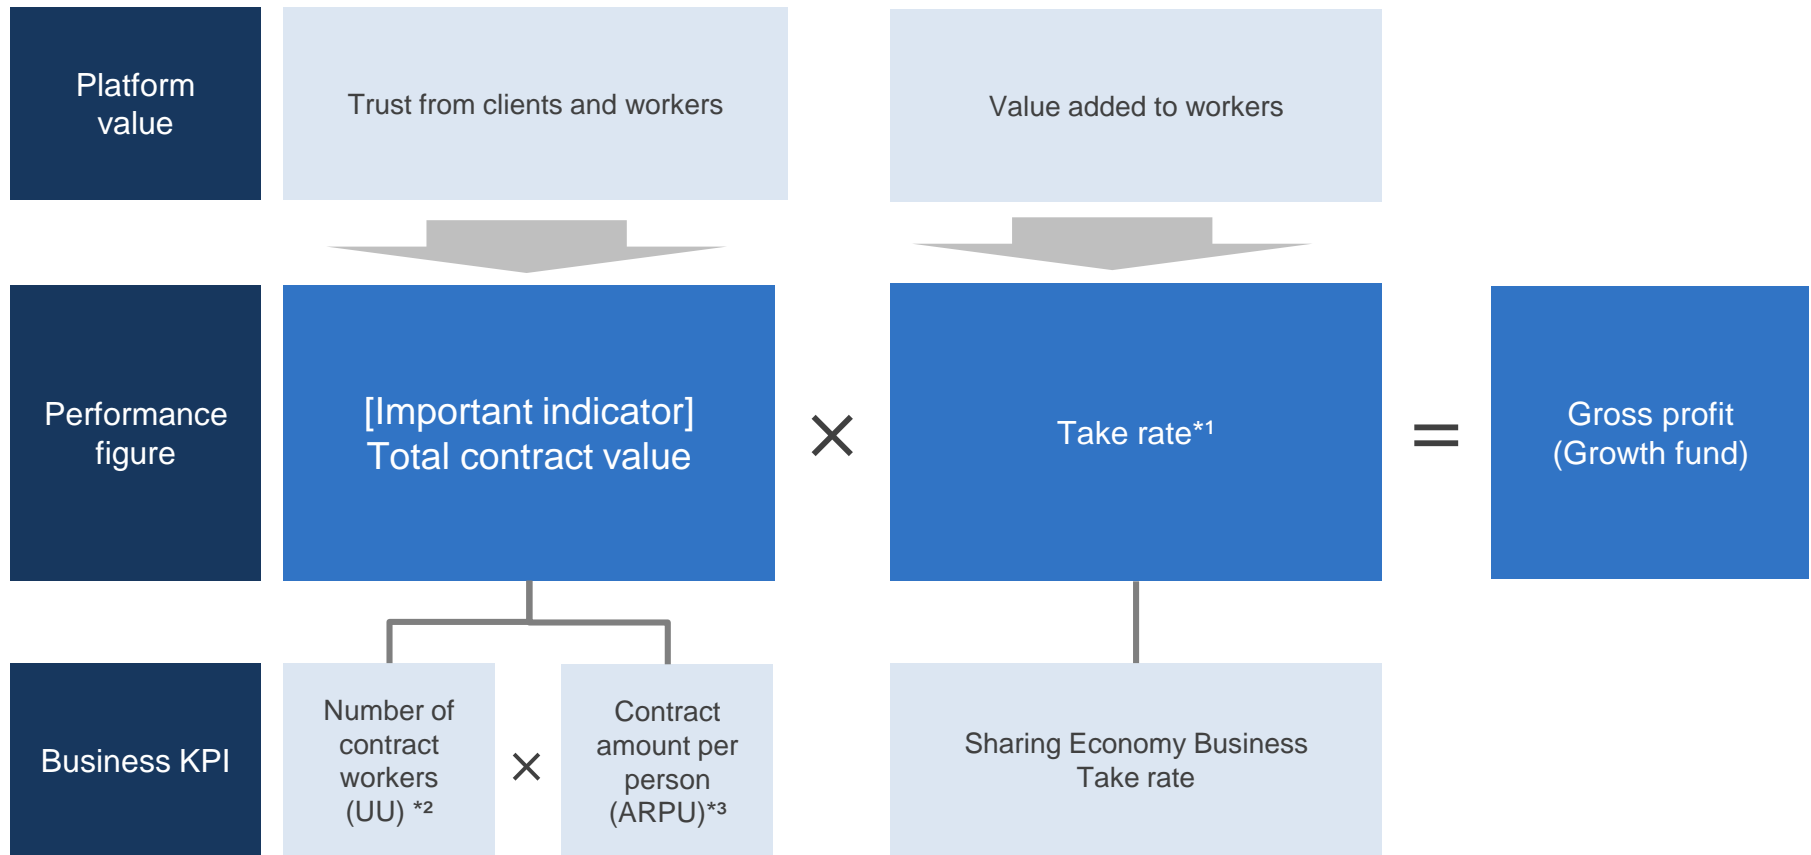 Platform
value
Trust from clients and workers
Value added to workers
Performance
figure
[Important indicator]
Total contract value
×
Take rate*¹
=
Gross profit
(Growth fund)
Business KPI
Number of
contract
workers
(UU) *²
×
Contract
amount per
person
(ARPU)*³
Sharing Economy Business
Take rate